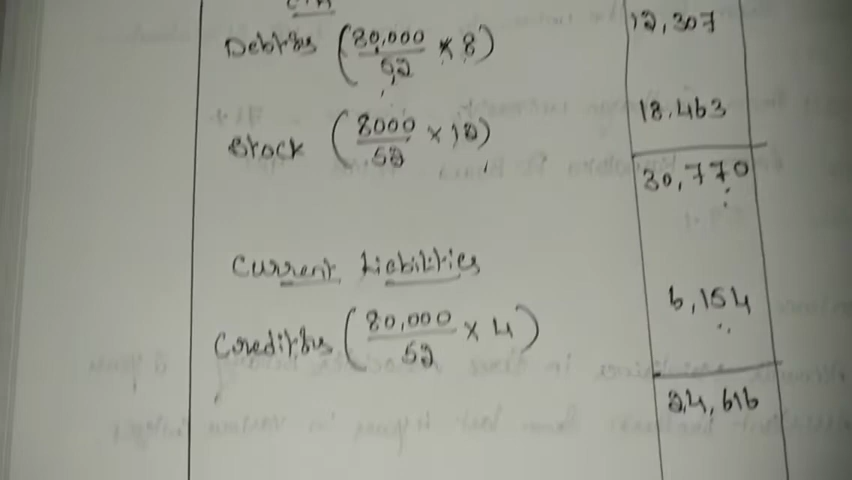 Debtors (80,000/52 × 8) 12,307
Stock (8000/52 × 12) 18,463
30,770
Current Liabilities
Creditors (80,000/52 × 4) 6,154
24,616